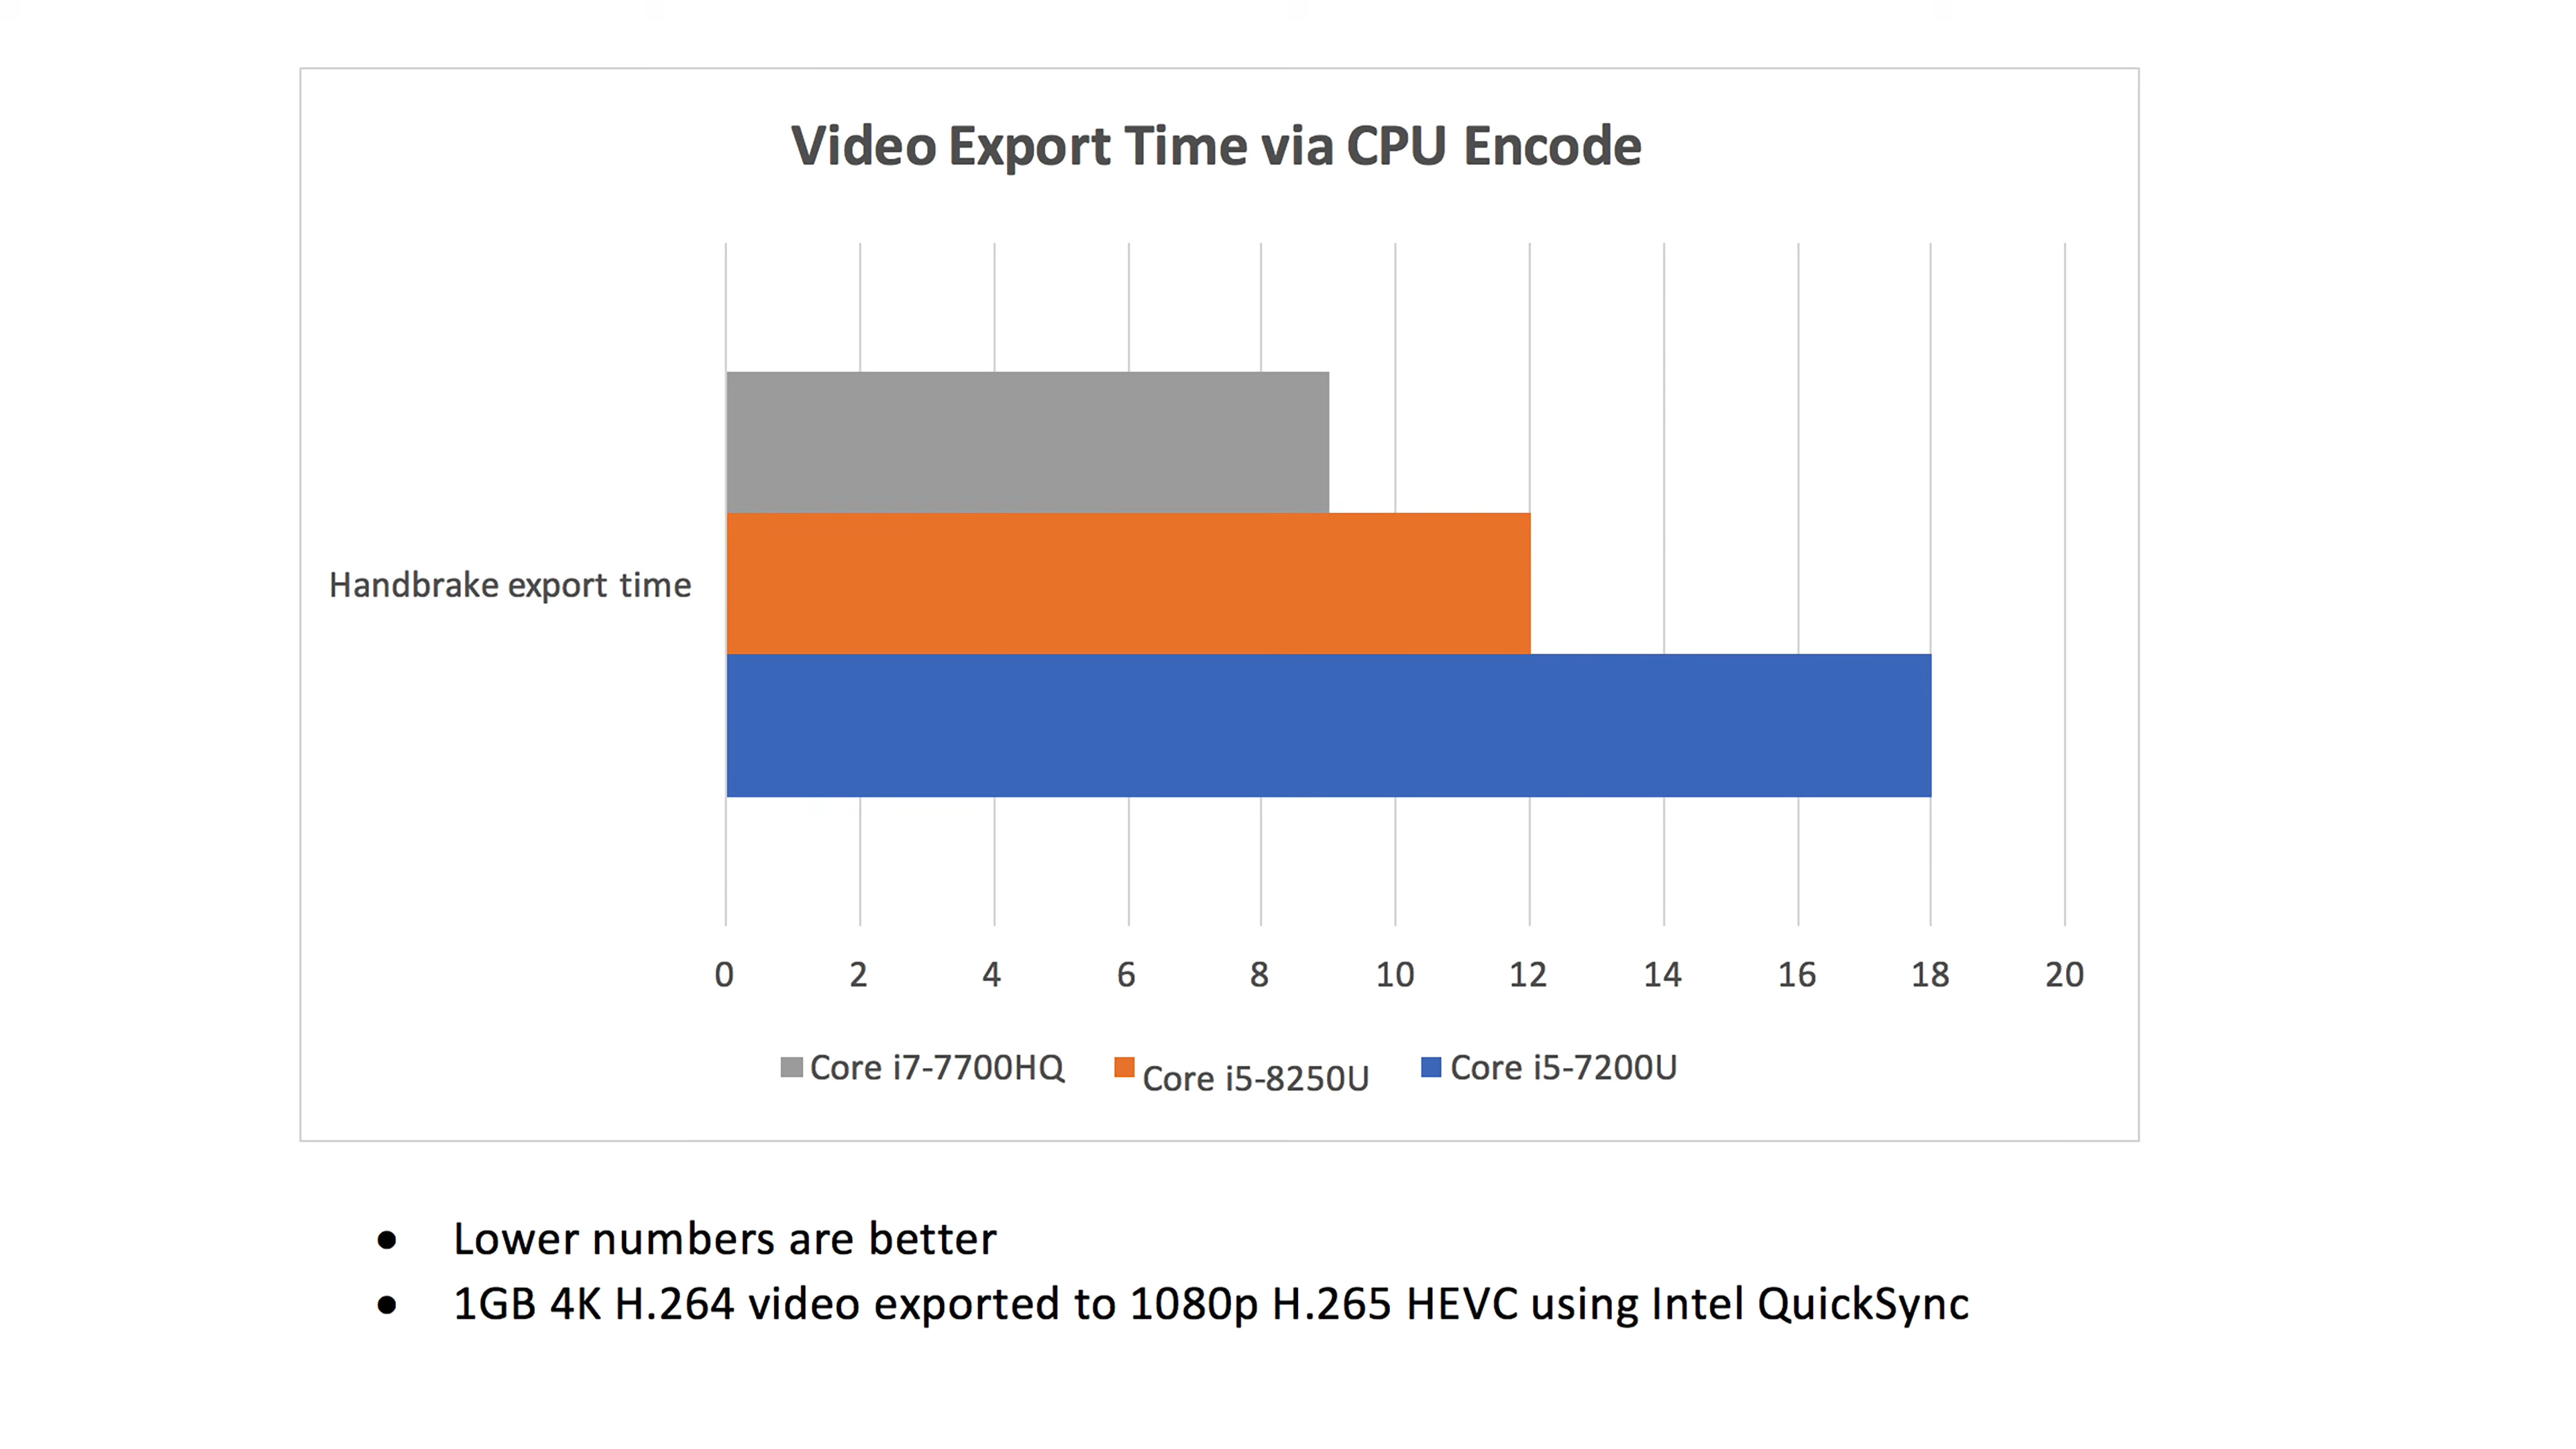 Video Export Time via CPU Encode
Handbrake export time
0 2 4 6 8 10 12 14 16 18 20
Core i7-7700HQ Core i5-8250U Core i5-7200U
• Lower numbers are better
• 1GB 4K H.264 video exported to 1080p H.265 HEVC using Intel QuickSync